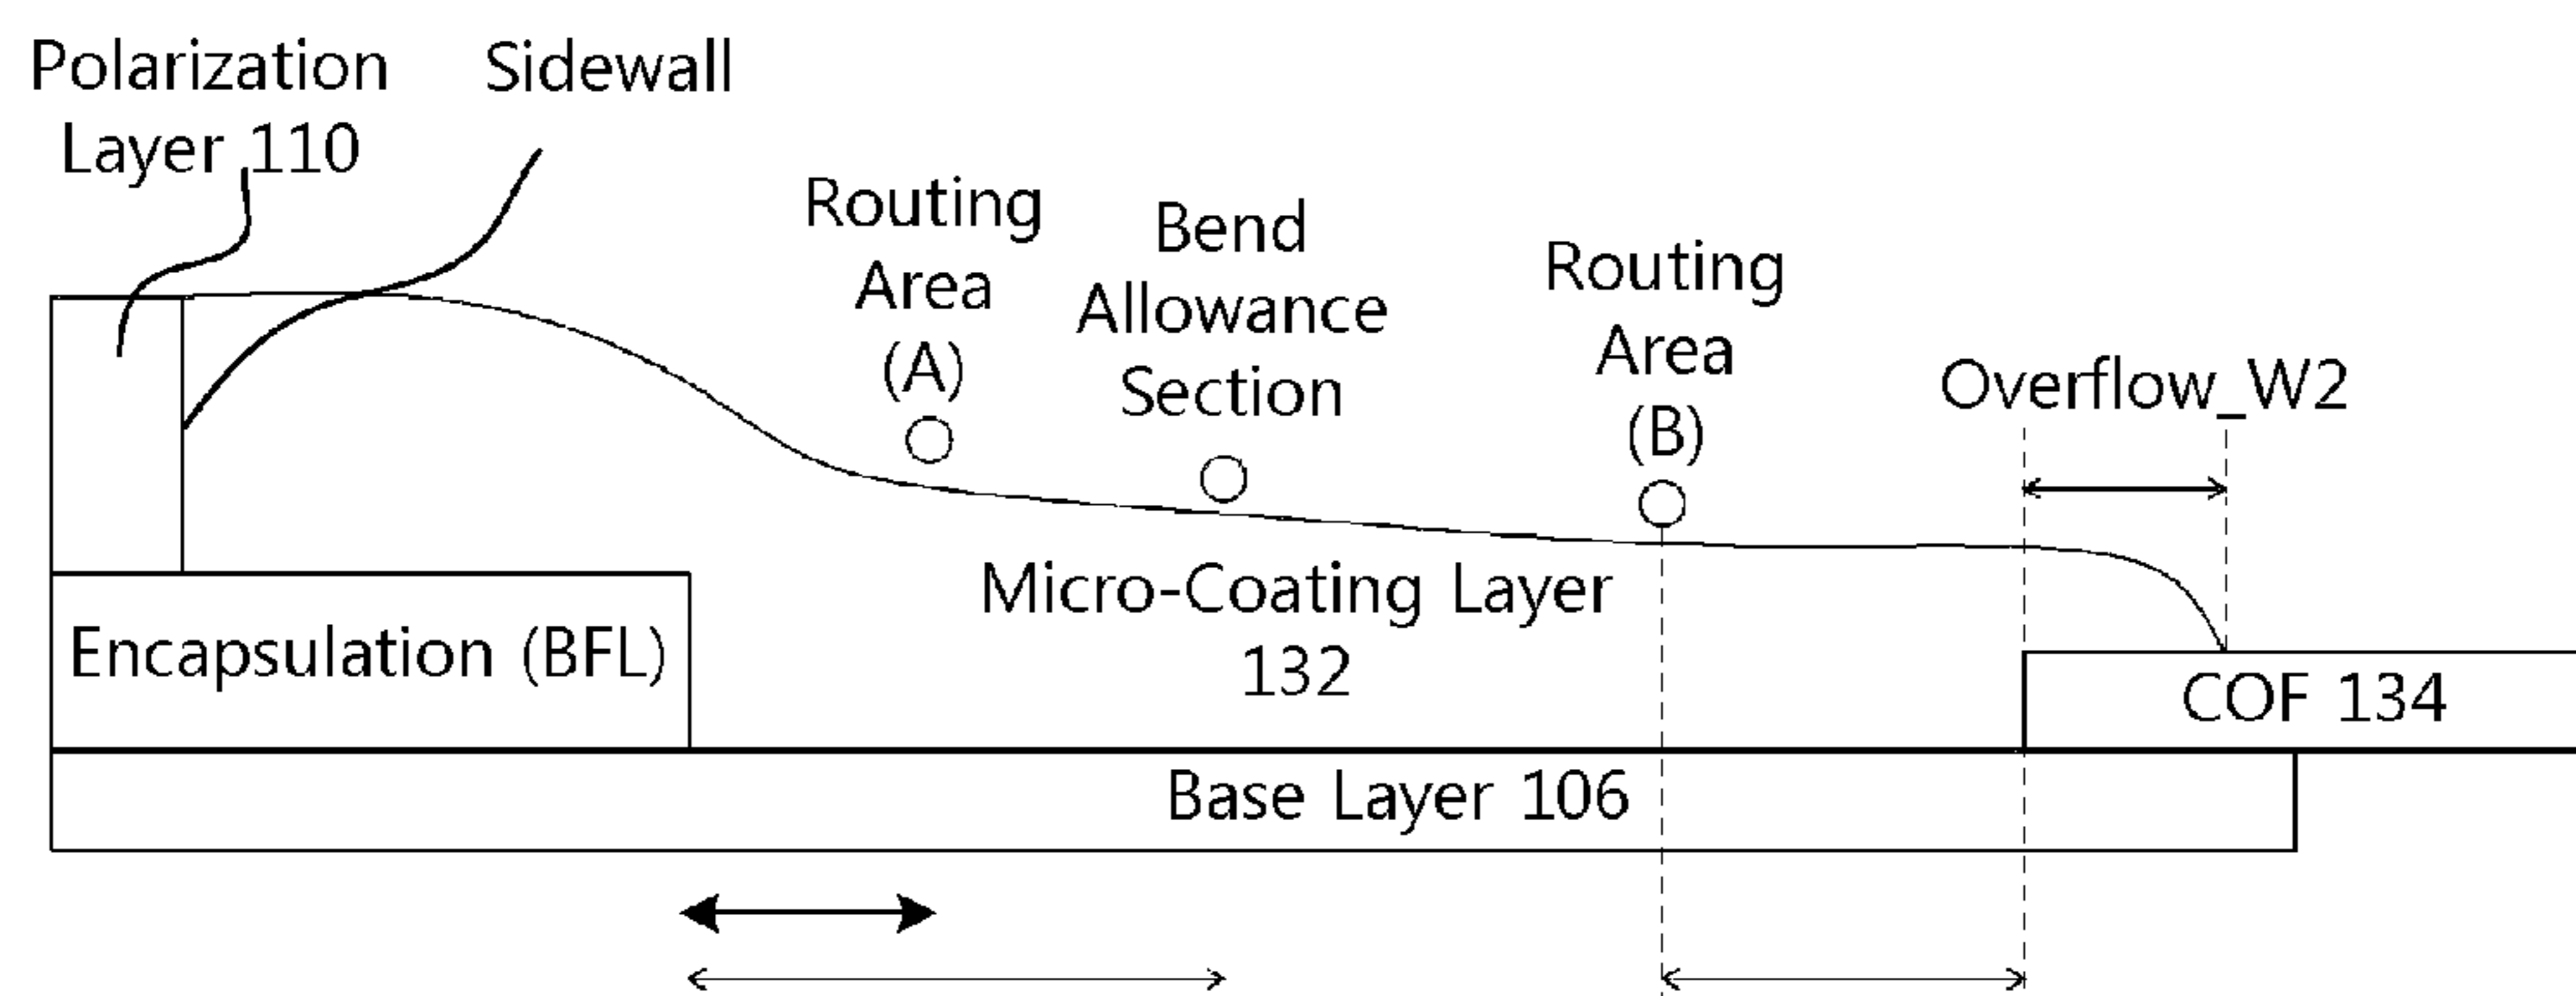 Polarization
Layer 110
Sidewall
Routing
Area
(A)
Bend
Allowance
Section
Routing
Area
(B)
Overflow_W2
Micro-Coating Layer
132
Encapsulation (BFL)
COF 134
Base Layer 106